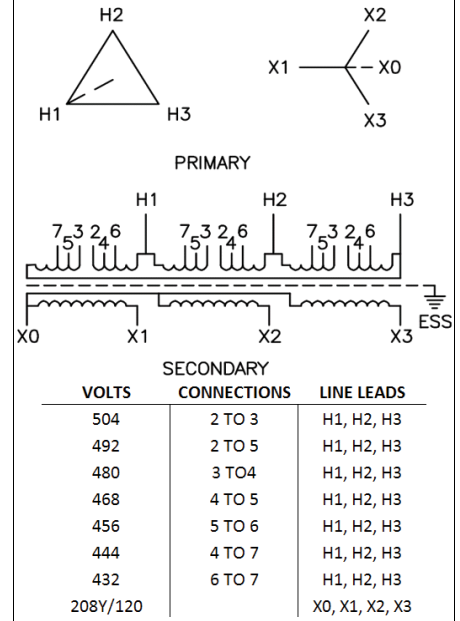 H2
X2
X1
X0
H1
H3
X3
PRIMARY
H1 H2 H3
7 5 3 2 4 6 7 5 3 2 4 6 7 5 3 2 4 6
ESS
X0 X1 X2 X3
SECONDARY
VOLTS CONNECTIONS LINE LEADS
504 2 TO 3 H1, H2, H3
492 2 TO 5 H1, H2, H3
480 3 TO4 H1, H2, H3
468 4 TO 5 H1, H2, H3
456 5 TO 6 H1, H2, H3
444 4 TO 7 H1, H2, H3
432 6 TO 7 H1, H2, H3
208Y/120 X0, X1, X2, X3